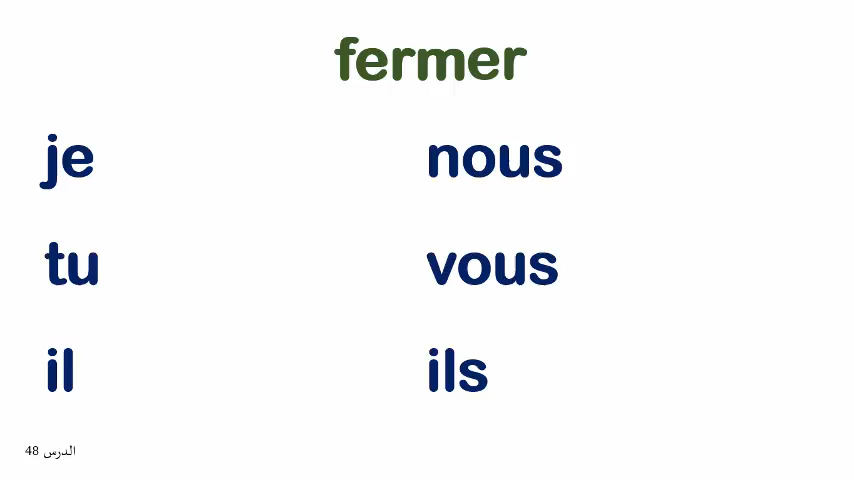 fermer
je nous
tu vous
il ils
الدرس 48